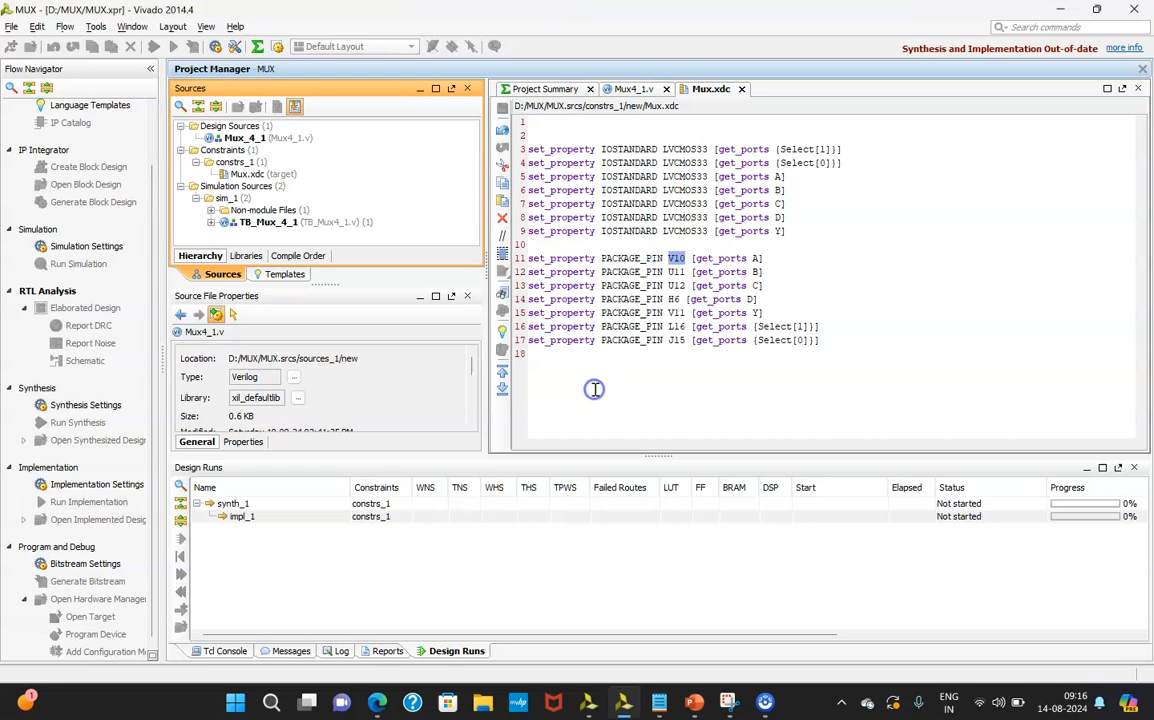 MUX - [D:/MUX/MUX.xpr] - Vivado 2014.4
File Edit Flow Tools Window Layout View Help
Search commands
Default Layout
Synthesis and Implementation Out-of-date more info
Flow Navigator
Language Templates
IP Catalog
IP Integrator
Create Block Design
Open Block Design
Generate Block Design
Simulation
Simulation Settings
Run Simulation
RTL Analysis
Elaborated Design
Report DRC
Report Noise
Schematic
Synthesis
Synthesis Settings
Run Synthesis
Open Synthesized Design
Implementation
Implementation Settings
Run Implementation
Open Implemented Desig
Program and Debug
Bitstream Settings
Generate Bitstream
Open Hardware Manager
Open Target
Program Device
Add Configuration M
Project Manager - MUX
Sources
Design Sources (1)
Mux_4_1 (Mux4_1.v)
Constraints (1)
constrs_1 (1)
Mux.xdc (target)
Simulation Sources (2)
sim_1 (2)
Non-module Files (1)
TB_Mux_4_1 (TB_Mux4_1.v) (1)
Hierarchy Libraries Compile Order
Sources Templates
Source File Properties
Mux4_1.v
Location: D:/MUX/MUX.srcs/sources_1/new
Type: Verilog
Library: xil_defaultlib
Size: 0.6 KB
General Properties
Project Summary Mux4_1.v Mux.xdc
D:/MUX/MUX.srcs/constrs_1/new/Mux.xdc
1
2
3 set_property IOSTANDARD LVCMOS33 [get_ports {Select[1]}]
4 set_property IOSTANDARD LVCMOS33 [get_ports {Select[0]}]
5 set_property IOSTANDARD LVCMOS33 [get_ports A]
6 set_property IOSTANDARD LVCMOS33 [get_ports B]
7 set_property IOSTANDARD LVCMOS33 [get_ports C]
8 set_property IOSTANDARD LVCMOS33 [get_ports D]
9 set_property IOSTANDARD LVCMOS33 [get_ports Y]
10
11 set_property PACKAGE_PIN V10 [get_ports A]
12 set_property PACKAGE_PIN U11 [get_ports B]
13 set_property PACKAGE_PIN U12 [get_ports C]
14 set_property PACKAGE_PIN H6 [get_ports D]
15 set_property PACKAGE_PIN V11 [get_ports Y]
16 set_property PACKAGE_PIN L16 [get_ports {Select[1]}]
17 set_property PACKAGE_PIN J15 [get_ports {Select[0]}]
18
Design Runs
Name Constraints WNS TNS WHS THS TPWS Failed Routes LUT FF BRAM DSP Start Elapsed Status Progress
synth_1 constrs_1 Not started 0%
impl_1 constrs_1 Not started 0%
Tcl Console Messages Log Reports Design Runs
1
ENG
IN
09:16
14-08-2024
PRE